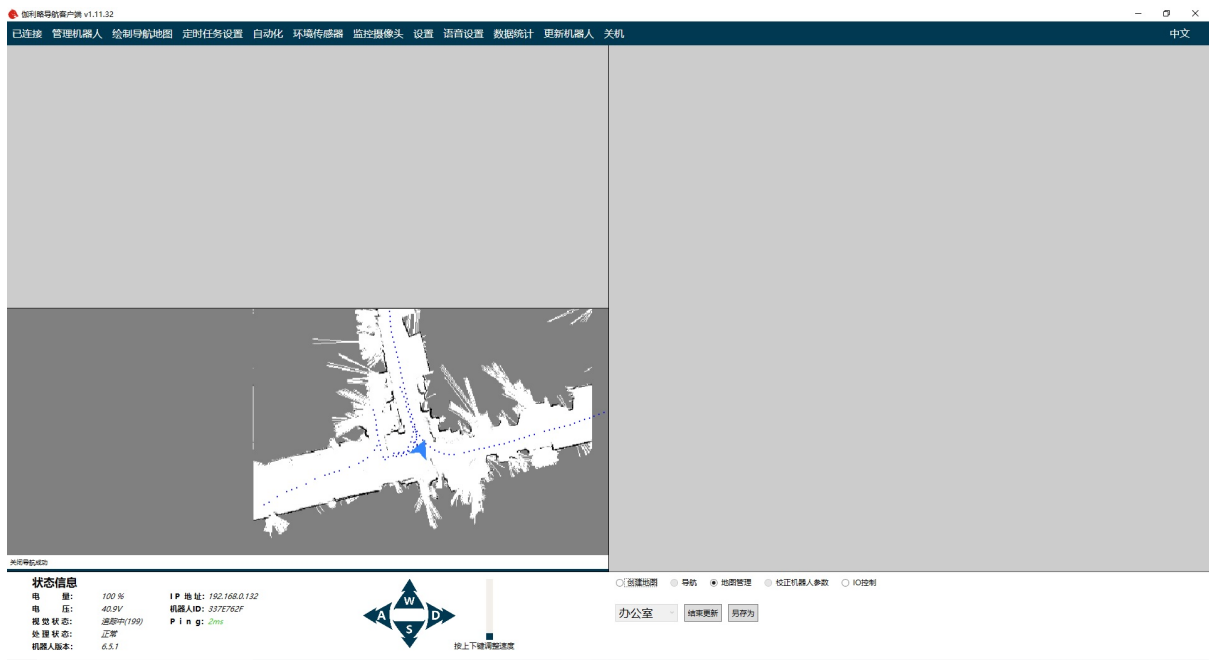 伽利略导航客户端 v1.11.32
已连接 管理机器人 绘制导航地图 定时任务设置 自动化 环境传感器 监控摄像头 设置 语音设置 数据统计 更新机器人 关机 中文
关闭导航成功
状态信息
电 量: 100 % I P 地 址: 192.168.0.132
电 压: 40.9V 机器人ID: 337E762F
视 觉 状 态: 追踪中(199) P i n g: 2ms
处 理 状 态: 正常
机器人版本: 6.5.1
W
A D
S
按上下键调整速度
创建地图 导航 地图管理 校正机器人参数 IO控制
办公室 结束更新 另存为